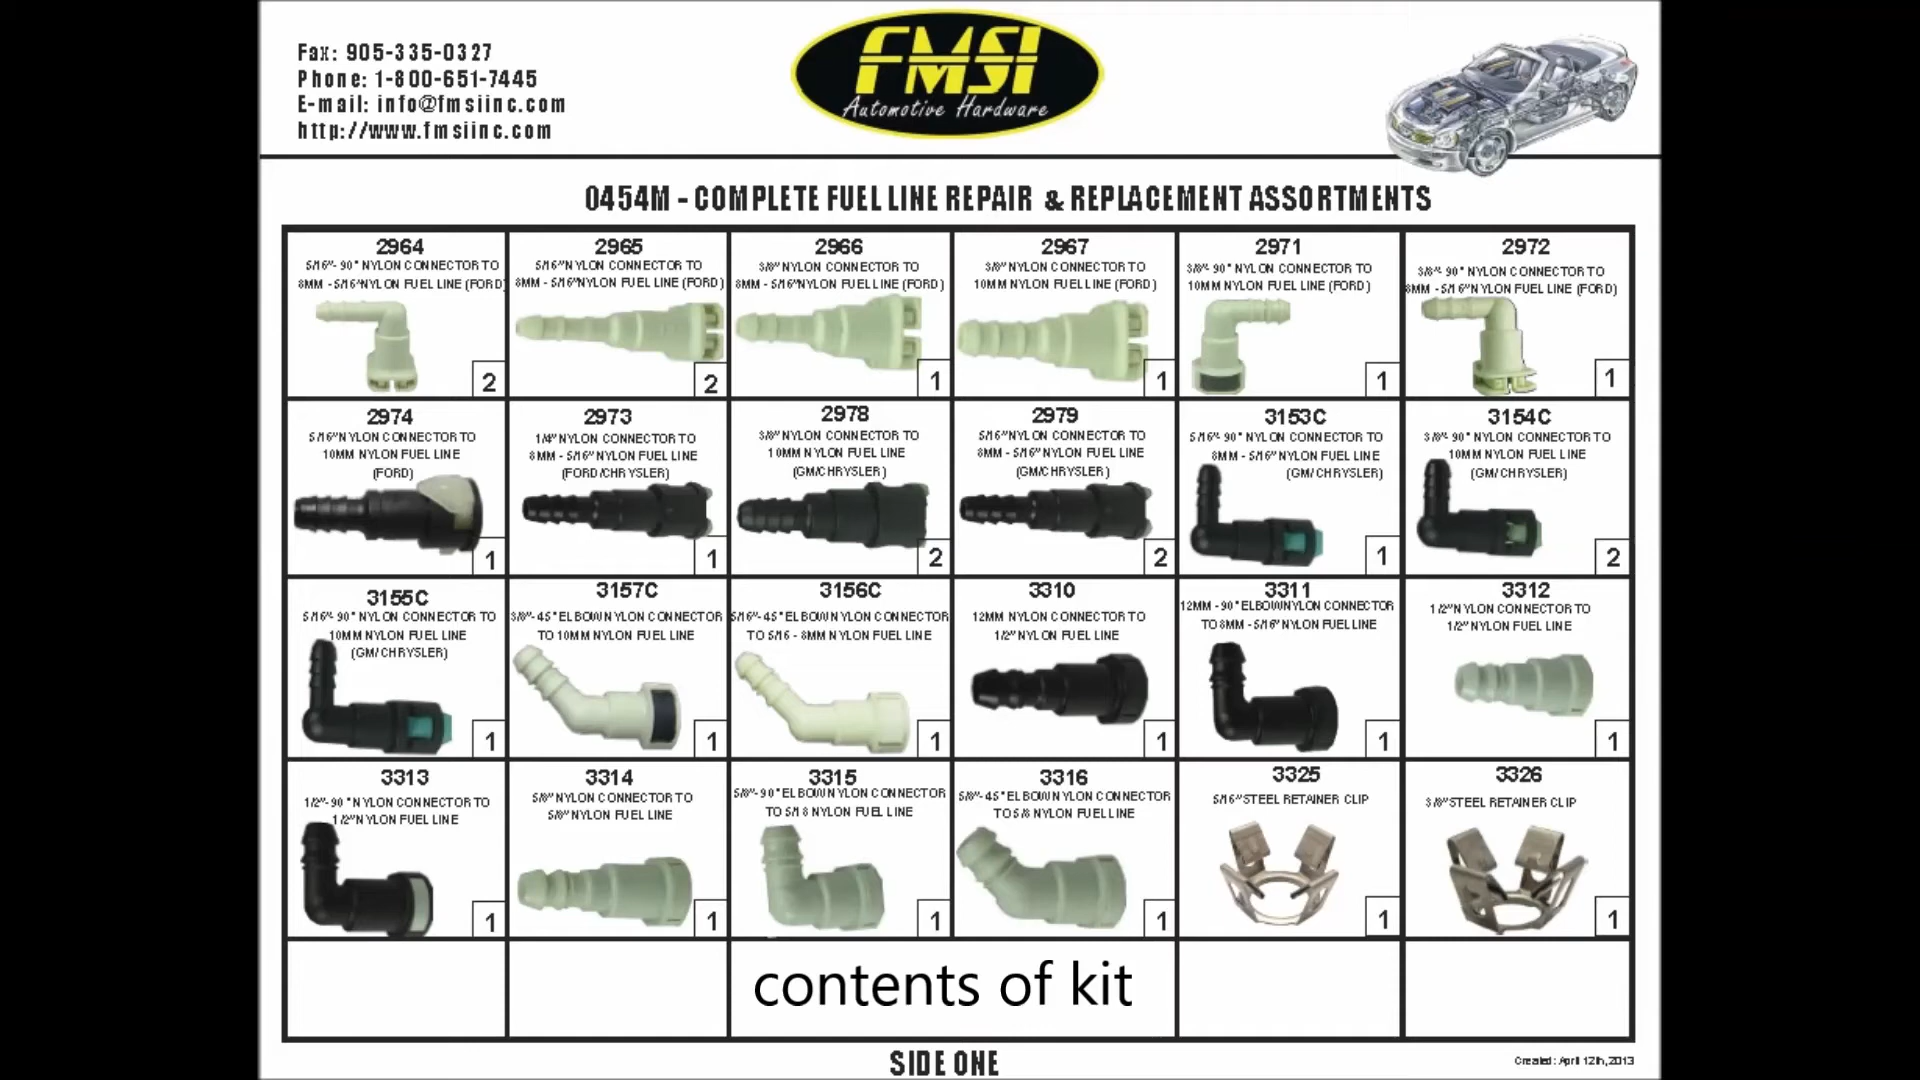 Fax: 905-335-0327
Phone: 1-800-651-7445
E-mail: info@fmsiinc.com
http://www.fmsiinc.com
FMSI
Automotive Hardware
0454M - COMPLETE FUEL LINE REPAIR & REPLACEMENT ASSORTMENTS
2964
5/16"- 90° NYLON CONNECTOR TO
8MM - 5/16"NYLON FUEL LINE (FORD)
2
2965
5/16"NYLON CONNECTOR TO
8MM - 5/16"NYLON FUEL LINE (FORD)
2
2966
3/8" NYLON CONNECTOR TO
8MM - 5/16"NYLON FUEL LINE (FORD)
1
2967
3/8" NYLON CONNECTOR TO
10MM NYLON FUEL LINE (FORD)
1
2971
3/8"- 90° NYLON CONNECTOR TO
10MM NYLON FUEL LINE (FORD)
1
2972
3/8"- 90° NYLON CONNECTOR TO
8MM - 5/16"NYLON FUEL LINE (FORD)
1
2974
5/16"NYLON CONNECTOR TO
10MM NYLON FUEL LINE
(FORD)
1
2973
1/4" NYLON CONNECTOR TO
8MM - 5/16" NYLON FUEL LINE
(FORD/CHRYSLER)
1
2978
3/8" NYLON CONNECTOR TO
10MM NYLON FUEL LINE
(GM/CHRYSLER)
2
2979
5/16"NYLON CONNECTOR TO
8MM - 5/16" NYLON FUEL LINE
(GM/CHRYSLER)
2
3153C
5/16"- 90° NYLON CONNECTOR TO
8MM - 5/16" NYLON FUEL LINE
(GM/CHRYSLER)
1
3154C
3/8"- 90° NYLON CONNECTOR TO
10MM NYLON FUEL LINE
(GM/CHRYSLER)
2
3155C
5/16"- 90° NYLON CONNECTOR TO
10MM NYLON FUEL LINE
(GM/CHRYSLER)
1
3157C
3/8"- 45° ELBOW NYLON CONNECTOR
TO 10MM NYLON FUEL LINE
1
3156C
5/16"- 45° ELBOW NYLON CONNECTOR
TO 5/16 - 8MM NYLON FUEL LINE
1
3310
12MM NYLON CONNECTOR TO
1/2" NYLON FUEL LINE
1
3311
12MM - 90° ELBOW NYLON CONNECTOR
TO 8MM - 5/16" NYLON FUEL LINE
1
3312
1/2"NYLON CONNECTOR TO
1/2" NYLON FUEL LINE
1
3313
1/2"- 90° NYLON CONNECTOR TO
1/2"NYLON FUEL LINE
1
3314
5/8" NYLON CONNECTOR TO
5/8" NYLON FUEL LINE
1
3315
5/8"- 90° ELBOW NYLON CONNECTOR
TO 5/18 NYLON FUEL LINE
1
3316
5/8"- 45° ELBOW NYLON CONNECTOR
TO 5/8 NYLON FUEL LINE
1
3325
5/16" STEEL RETAINER CLIP
1
3326
3/8" STEEL RETAINER CLIP
1
contents of kit
SIDE ONE
Created: April 12th, 2013